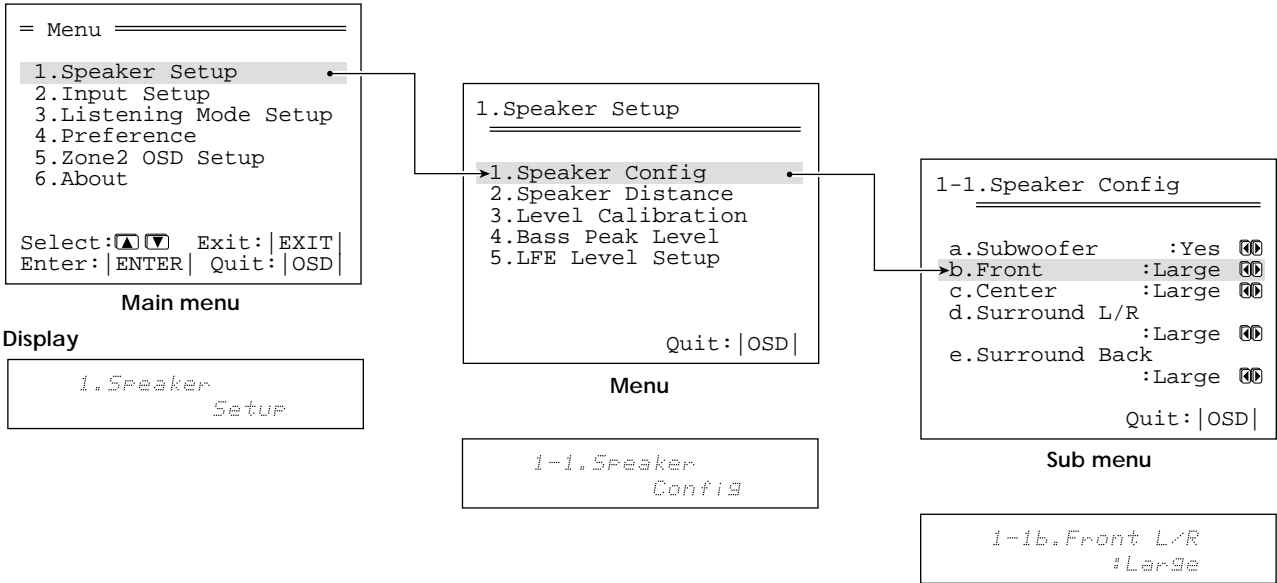 = Menu
1.Speaker Setup
2.Input Setup
3.Listening Mode Setup
4.Preference
5.Zone2 OSD Setup
6.About
Select:▲▼ Exit:|EXIT|
Enter:|ENTER| Quit:|OSD|
Main menu
Display
1.Speaker
Setup
1.Speaker Setup
1.Speaker Config
2.Speaker Distance
3.Level Calibration
4.Bass Peak Level
5.LFE Level Setup
Quit:|OSD|
Menu
1-1.Speaker
Config
1-1.Speaker Config
a.Subwoofer :Yes
b.Front :Large
c.Center :Large
d.Surround L/R
:Large
e.Surround Back
:Large
Quit:|OSD|
Sub menu
1-1b.Front L/R
:Large